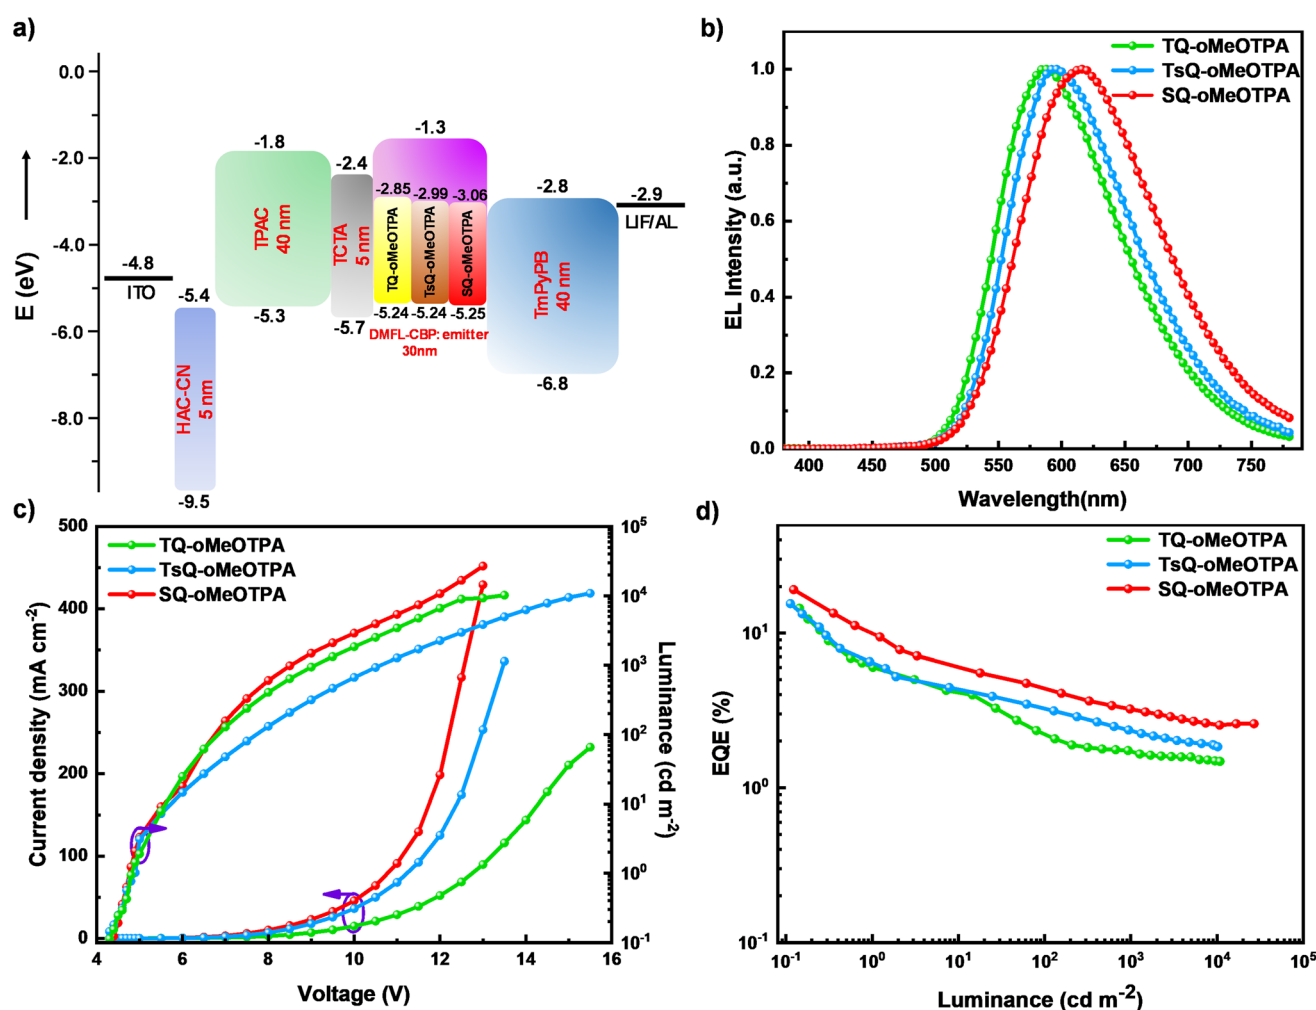 a)
E (eV)
0.0
-2.0
-4.0
-6.0
-8.0
-4.8
ITO
-5.4
HAC-CN
5 nm
-9.5
-1.8
TPAC
40 nm
-5.3
-2.4
TCTA
5 nm
-5.7
-1.3
-2.85 -2.99 -3.06
TQ-oMeOTPA
TsQ-oMeOTPA
SQ-oMeOTPA
-5.24 -5.24 -5.25
DMFL-CBP: emitter
30nm
-2.8
TmPyPB
40 nm
-6.8
-2.9
LIF/AL
b)
TQ-oMeOTPA
TsQ-oMeOTPA
SQ-oMeOTPA
EL Intensity (a.u.)
1.0
0.8
0.6
0.4
0.2
0.0
400 450 500 550 600 650 700 750
Wavelength(nm)
c)
TQ-oMeOTPA
TsQ-oMeOTPA
SQ-oMeOTPA
Current density (mA cm-2)
500
400
300
200
100
0
4 6 8 10 12 14 16
Voltage (V)
10^5
10^4
10^3
10^2
10^1
10^0
10^-1
Luminance (cd m-2)
d)
TQ-oMeOTPA
TsQ-oMeOTPA
SQ-oMeOTPA
EQE (%)
10^1
10^0
10^-1
10^-1 10^0 10^1 10^2 10^3 10^4 10^5
Luminance (cd m-2)